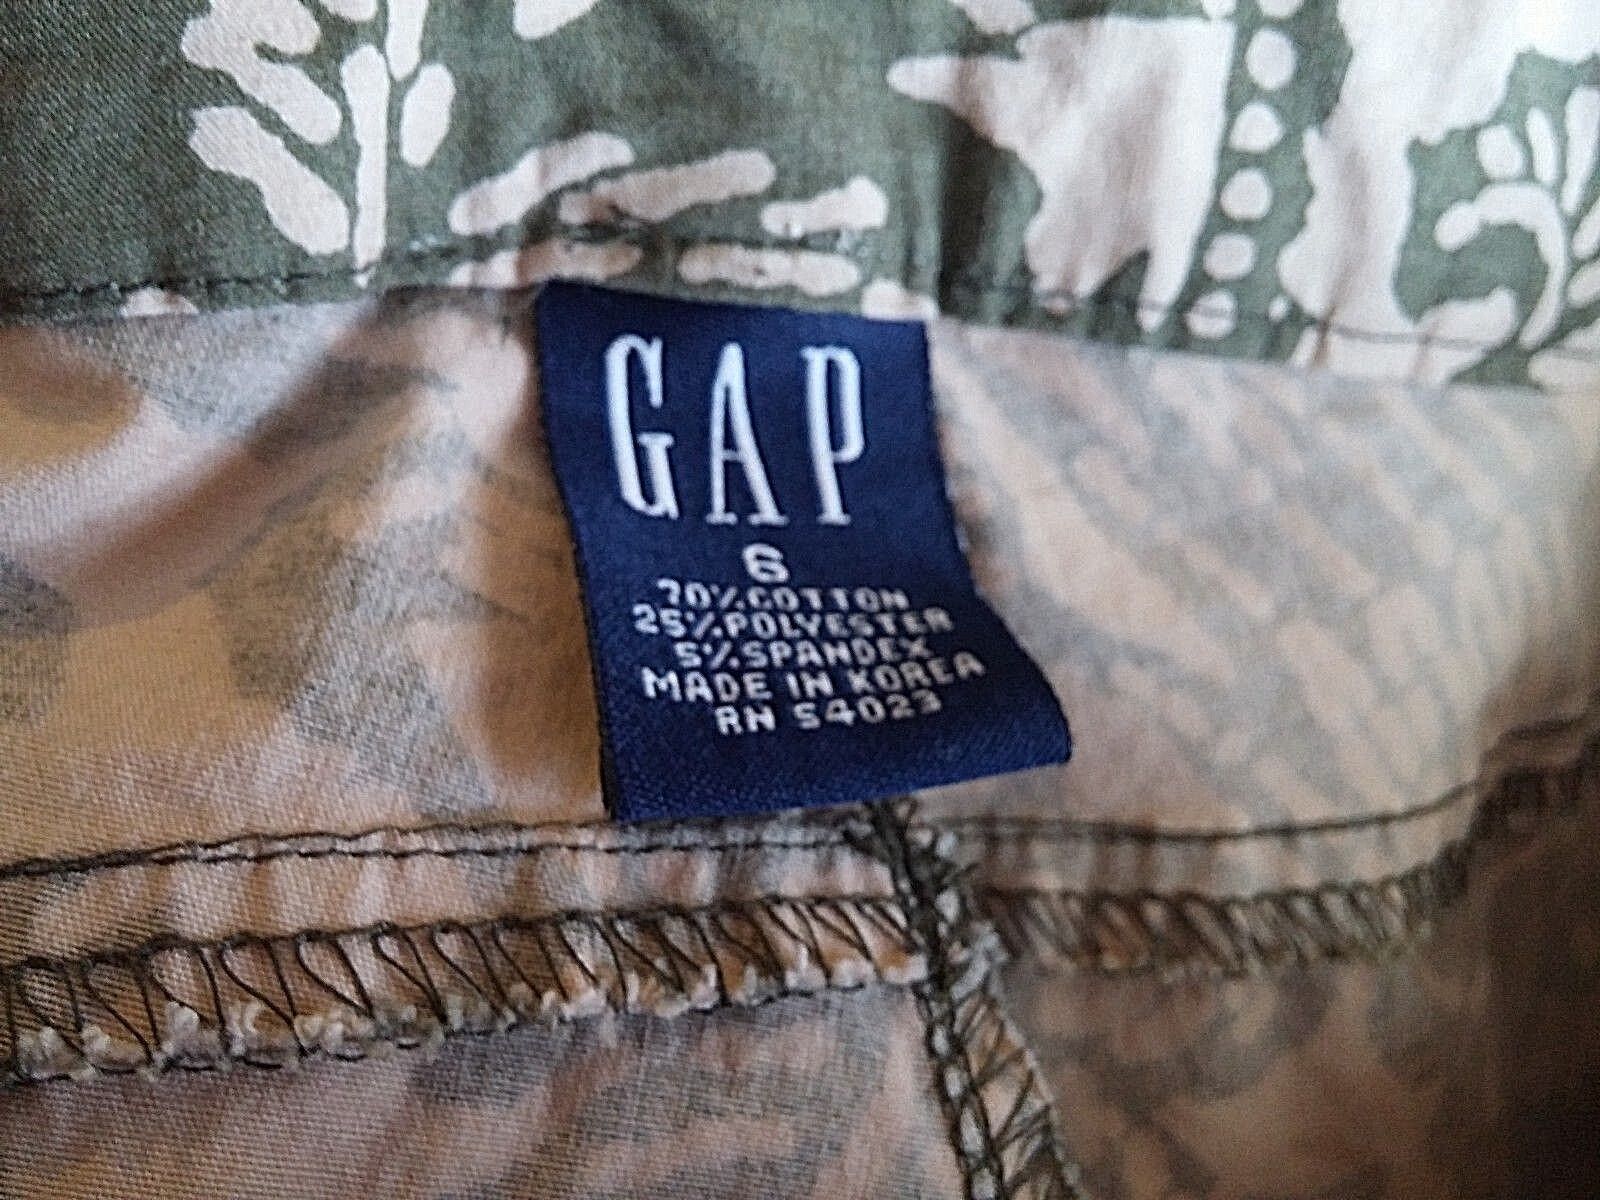 GAP
6
70% COTTON
25% POLYESTER
5% SPANDEX
MADE IN KOREA
RN 54023